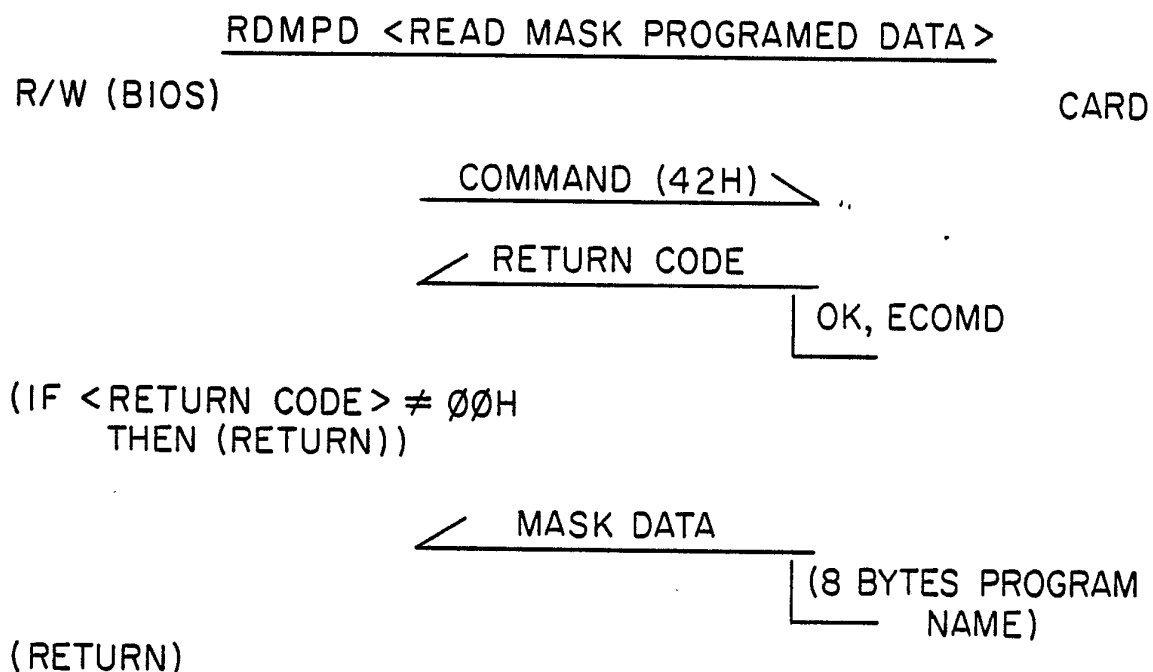 RDMPD <READ MASK PROGRAMED DATA>
R/W (BIOS)
CARD
COMMAND (42H)
RETURN CODE
OK, ECOMD
(IF <RETURN CODE> ≠ ØØH
THEN (RETURN))
MASK DATA
(8 BYTES PROGRAM
NAME)
(RETURN)